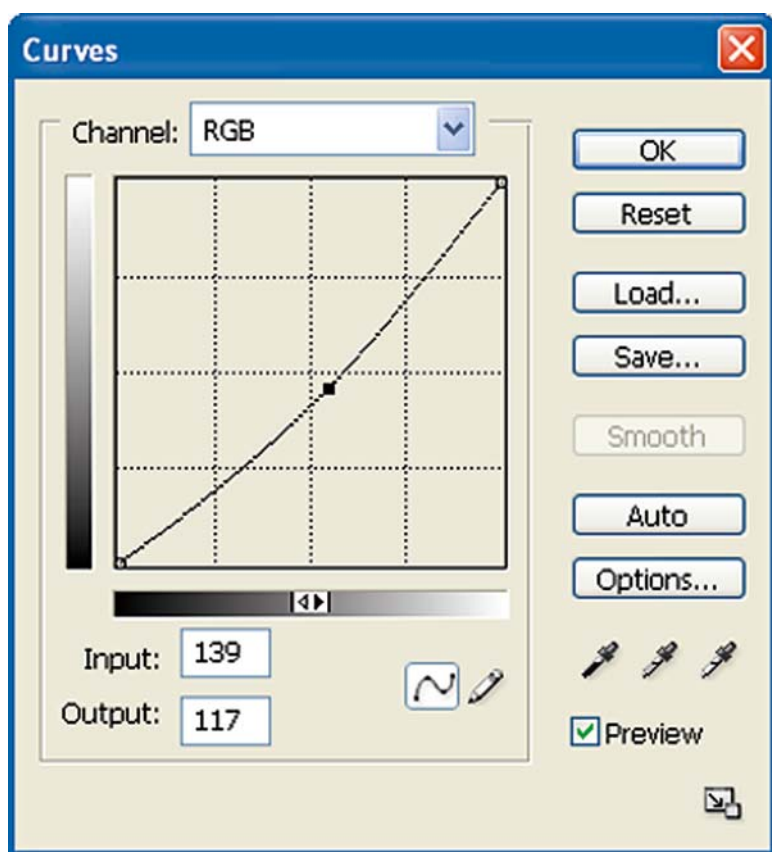 Curves
Channel: RGB
OK
Reset
Load...
Save...
Smooth
Auto
Options...
Input: 139
Output: 117
Preview